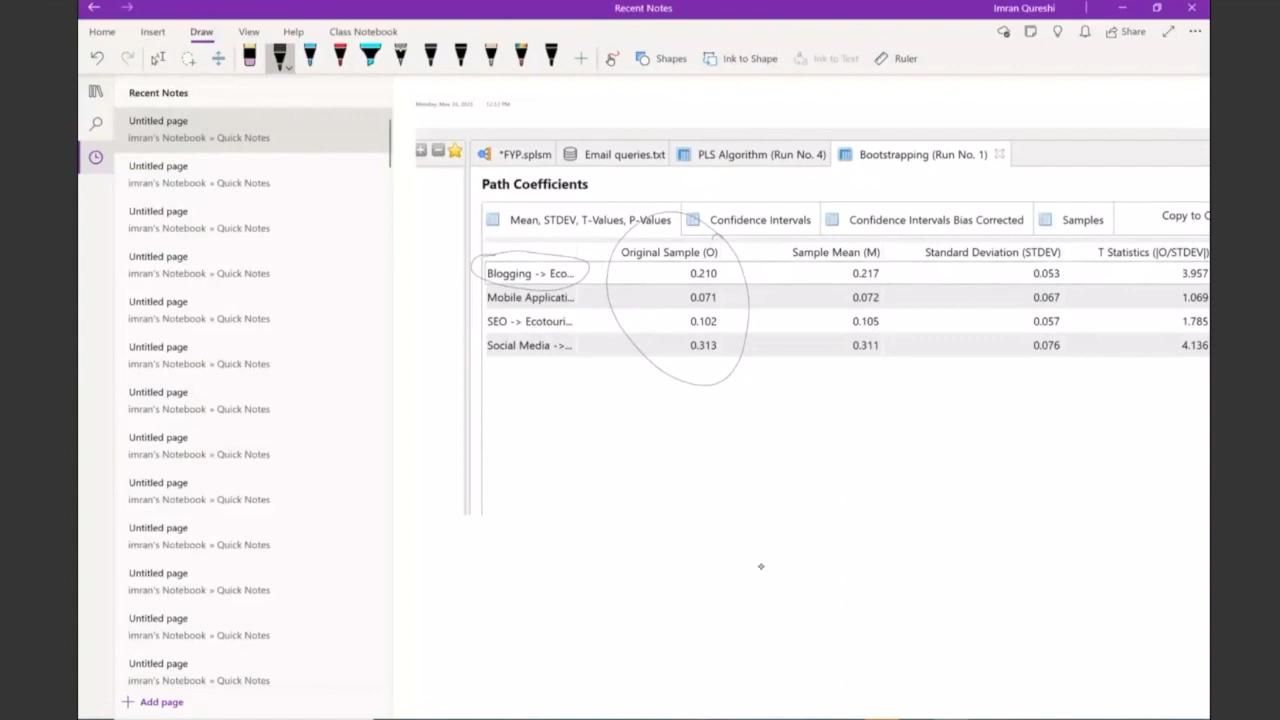 Recent Notes
Imran Qureshi
Home Insert Draw View Help Class Notebook
Share
Shapes Ink to Shape Ink to Text Ruler
Recent Notes
Untitled page
imran's Notebook » Quick Notes
Untitled page
imran's Notebook » Quick Notes
Untitled page
imran's Notebook » Quick Notes
Untitled page
imran's Notebook » Quick Notes
Untitled page
imran's Notebook » Quick Notes
Untitled page
imran's Notebook » Quick Notes
Untitled page
imran's Notebook » Quick Notes
Untitled page
imran's Notebook » Quick Notes
Untitled page
imran's Notebook » Quick Notes
Untitled page
imran's Notebook » Quick Notes
Untitled page
imran's Notebook » Quick Notes
Untitled page
imran's Notebook » Quick Notes
Untitled page
imran's Notebook » Quick Notes
Add page
12:32 PM
*FYP.splsm Email queries.txt PLS Algorithm (Run No. 4) Bootstrapping (Run No. 1)
Path Coefficients
Mean, STDEV, T-Values, P-Values Confidence Intervals Confidence Intervals Bias Corrected Samples Copy to C
Original Sample (O) Sample Mean (M) Standard Deviation (STDEV) T Statistics (|O/STDEV|)
Blogging -> Eco... 0.210 0.217 0.053 3.957
Mobile Applicati... 0.071 0.072 0.067 1.069
SEO -> Ecotouri... 0.102 0.105 0.057 1.785
Social Media ->... 0.313 0.311 0.076 4.136